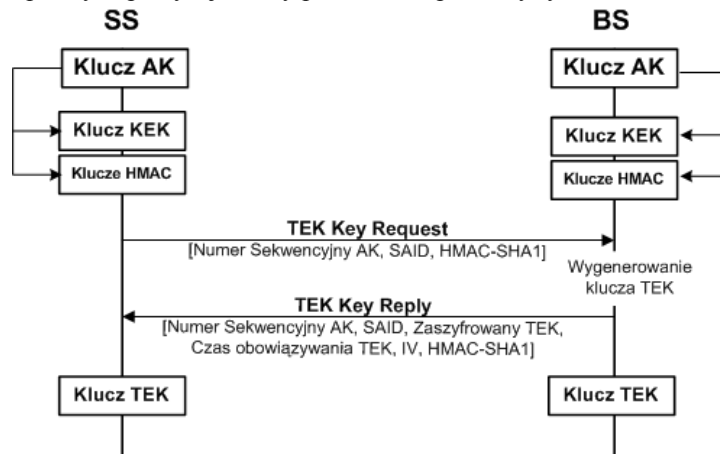 SS BS
Klucz AK Klucz AK
Klucz KEK Klucz KEK
Klucze HMAC Klucze HMAC
TEK Key Request
[Numer Sekwencyjny AK, SAID, HMAC-SHA1]
Wygenerowanie
klucza TEK
TEK Key Reply
[Numer Sekwencyjny AK, SAID, Zaszyfrowany TEK,
Czas obowiązywania TEK, IV, HMAC-SHA1]
Klucz TEK Klucz TEK